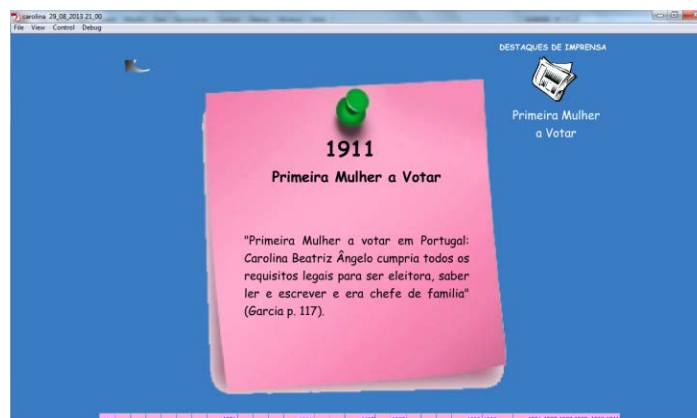 carolina 29_08_2013 21_00
File View Control Debug
DESTAQUES DE IMPRENSA
Primeira Mulher
a Votar
1911
Primeira Mulher a Votar
"Primeira Mulher a votar em Portugal:
Carolina Beatriz Ângelo cumpria todos os
requisitos legais para ser eleitora, saber
ler e escrever e era chefe de familia"
(Garcia p. 117).